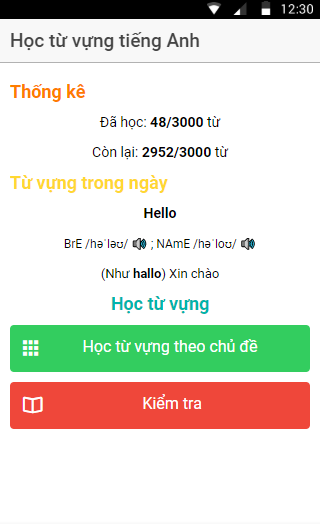 12:30
Học từ vựng tiếng Anh
Thống kê
Đã học: 48/3000 từ
Còn lại: 2952/3000 từ
Từ vựng trong ngày
Hello
BrE /həˈləʊ/ ; NAmE /həˈloʊ/
(Như hallo) Xin chào
Học từ vựng
Học từ vựng theo chủ đề
Kiểm tra